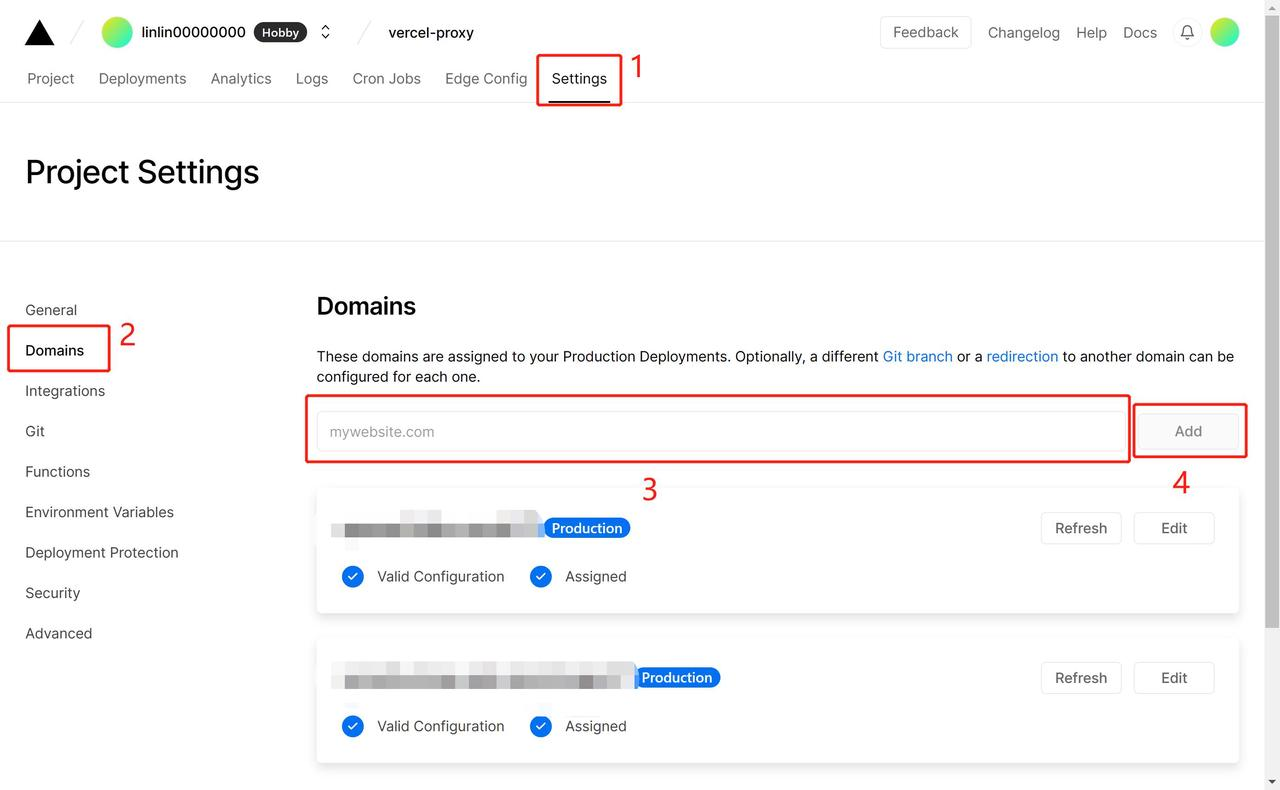 linlin00000000 Hobby vercel-proxy Feedback Changelog Help Docs
Project Deployments Analytics Logs Cron Jobs Edge Config Settings 1
Project Settings
General
Domains 2
Integrations
Git
Functions
Environment Variables
Deployment Protection
Security
Advanced
Domains
These domains are assigned to your Production Deployments. Optionally, a different Git branch or a redirection to another domain can be
configured for each one.
mywebsite.com Add
3 4
Production Refresh Edit
Valid Configuration Assigned
Production Refresh Edit
Valid Configuration Assigned